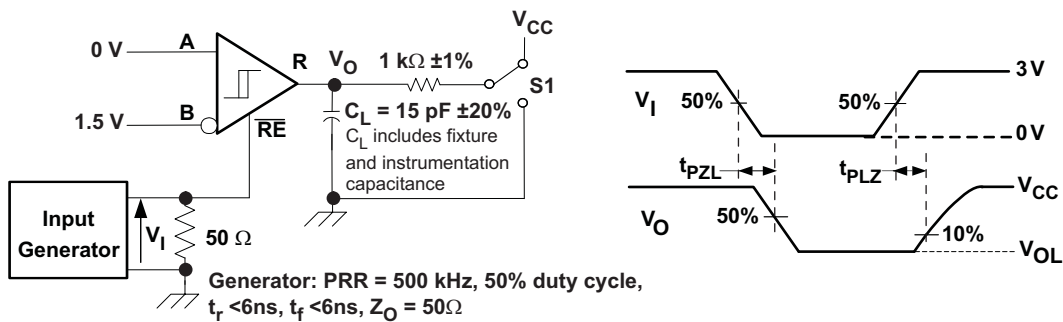 0 V
A
1.5 V
B
R
RE
V_O
1 kΩ ±1%
V_CC
S1
C_L = 15 pF ±20%
C_L includes fixture
and instrumentation
capacitance
Input
Generator
V_I
50 Ω
Generator: PRR = 500 kHz, 50% duty cycle,
t_r <6ns, t_f <6ns, Z_O = 50Ω
V_I
50%
50%
3 V
0 V
t_PZL
t_PLZ
V_O
50%
10%
V_CC
V_OL